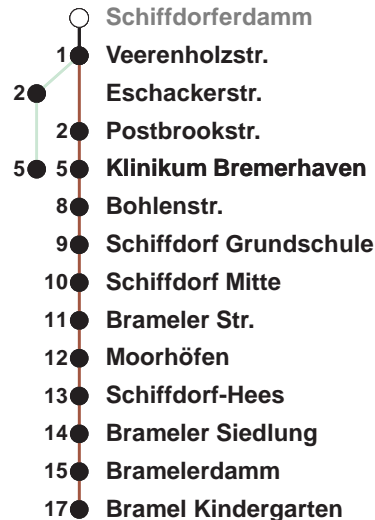 Schiffdorferdamm
1 Veerenholzstr.
2 Eschackerstr.
2 Postbrookstr.
5 5 Klinikum Bremerhaven
8 Bohlenstr.
9 Schiffdorf Grundschule
10 Schiffdorf Mitte
11 Brameler Str.
12 Moorhöfen
13 Schiffdorf-Hees
14 Brameler Siedlung
15 Bramelerdamm
17 Bramel Kindergarten